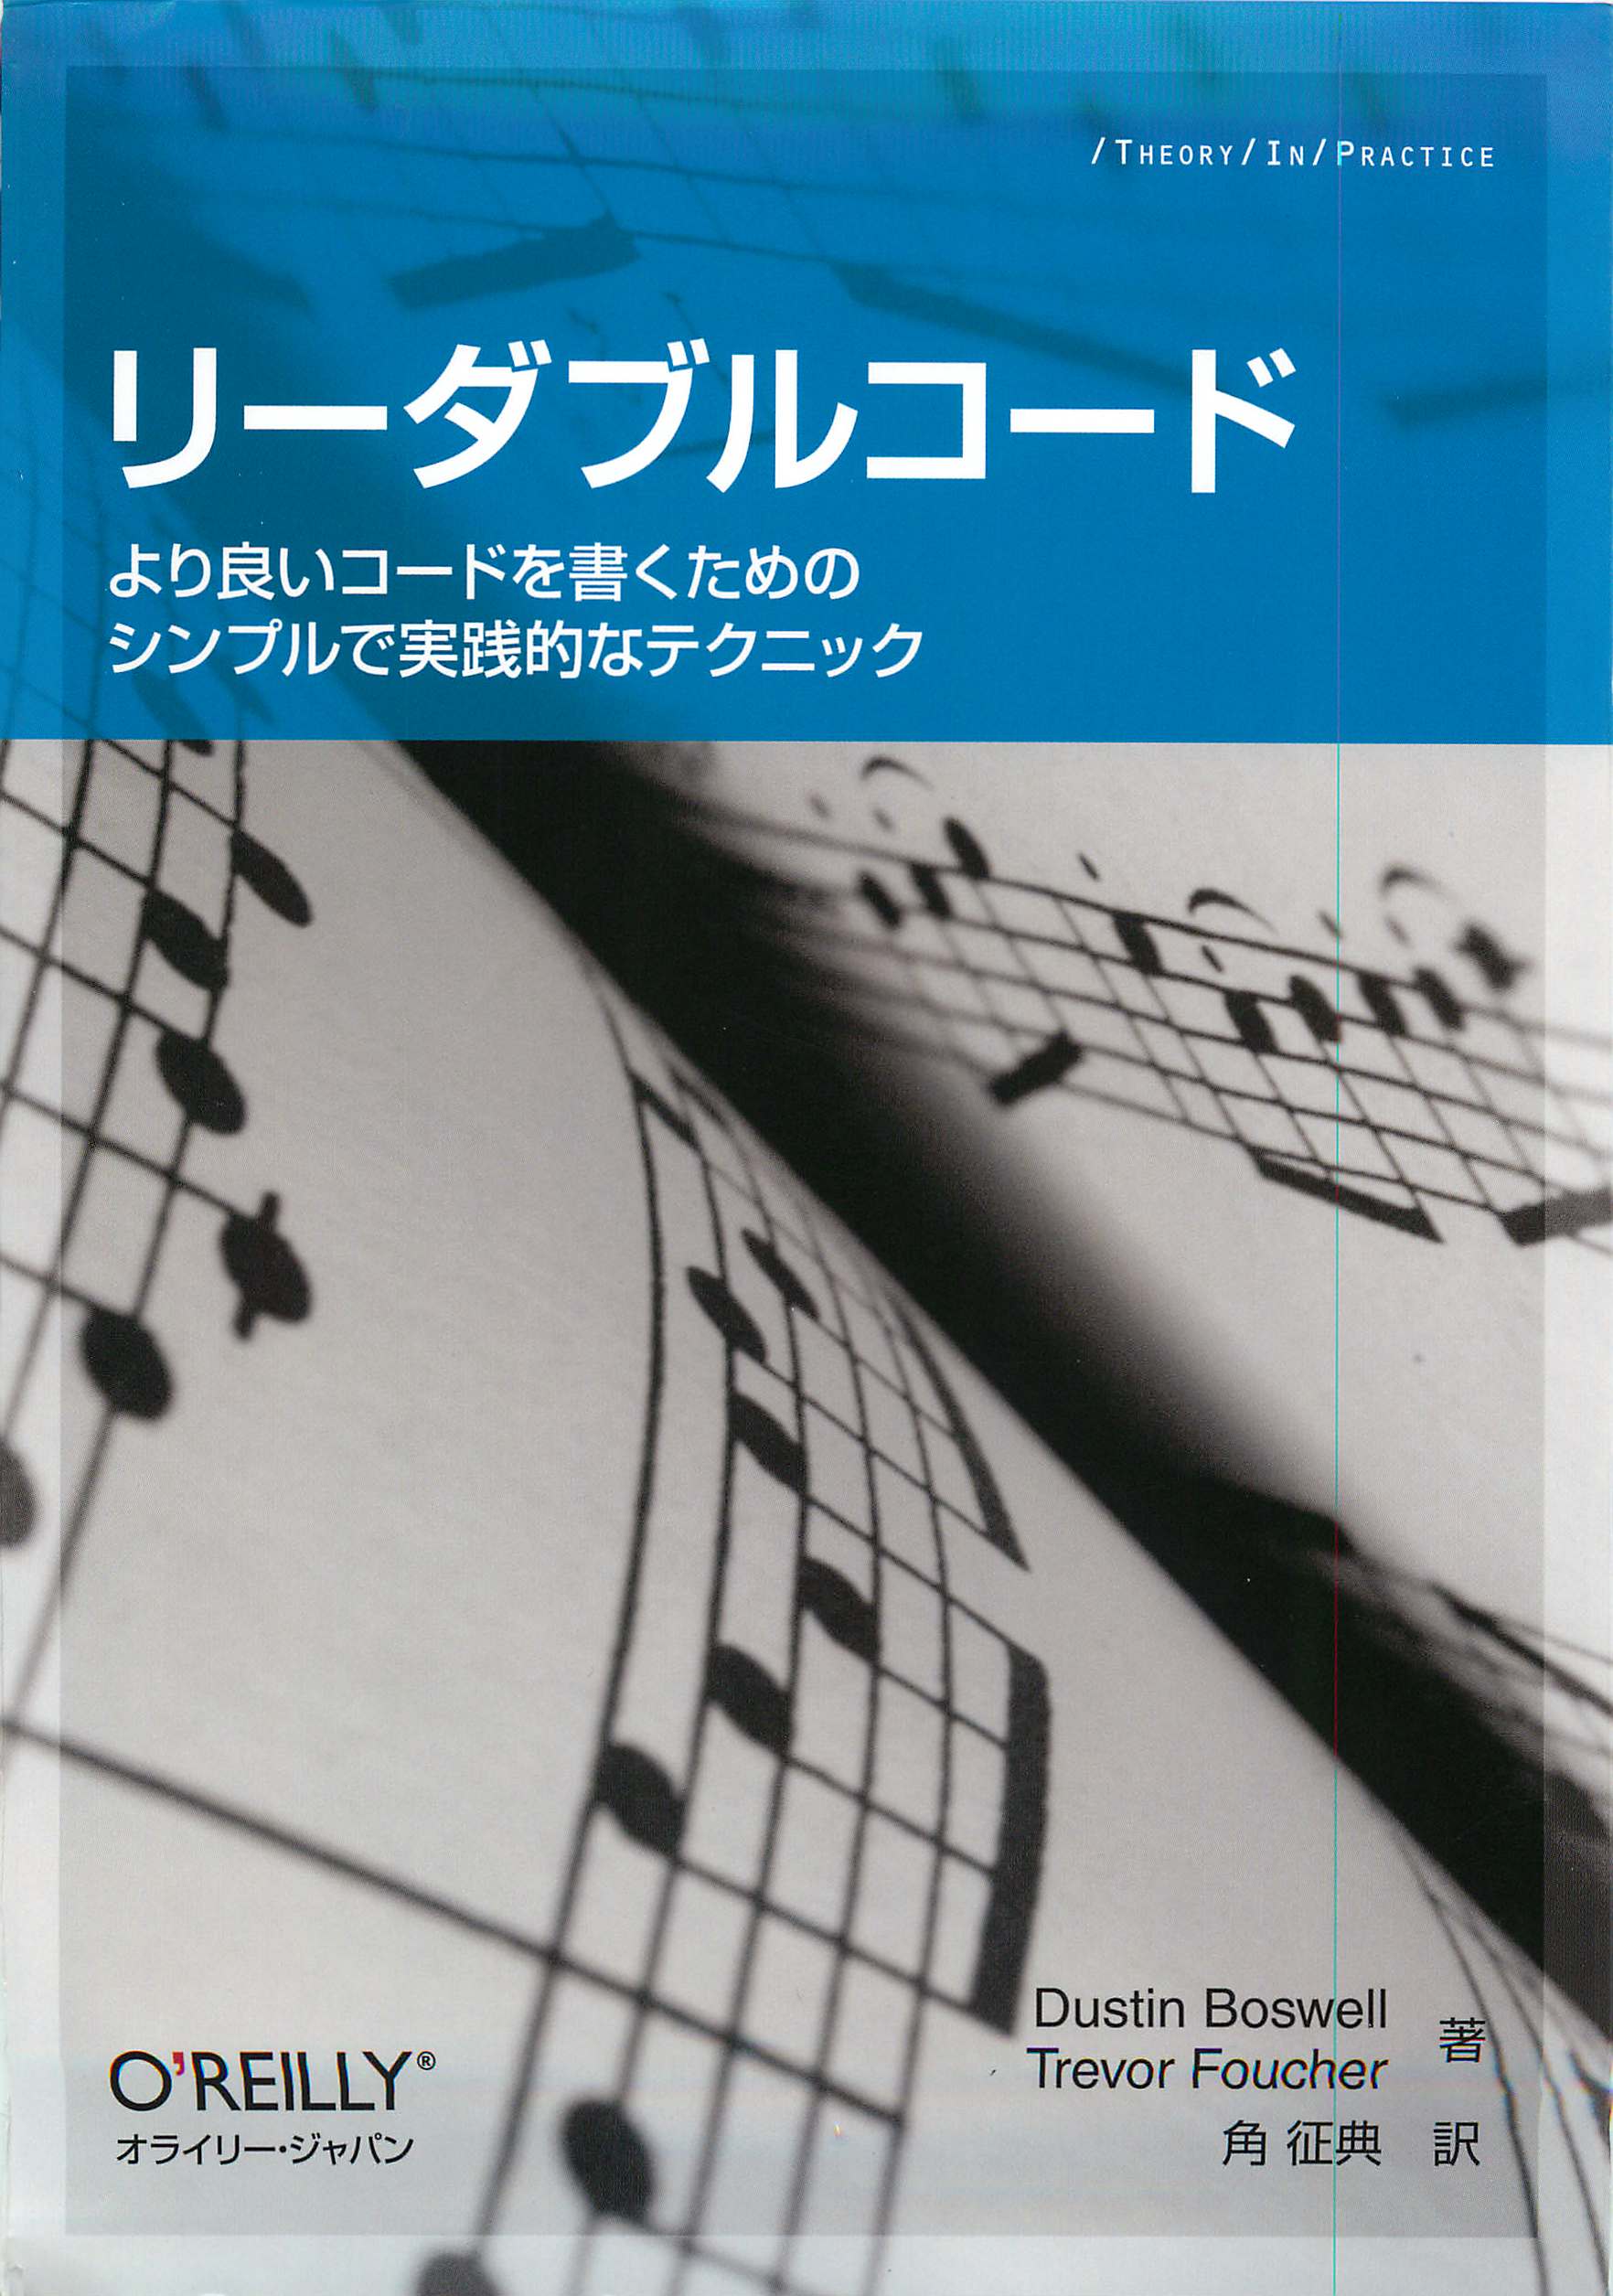 /THEORY/IN/PRACTICE
リーダブルコード
より良いコードを書くための
シンプルで実践的なテクニック
Dustin Boswell
Trevor Foucher
著
角 征典 訳
O'REILLY®
オライリー・ジャパン